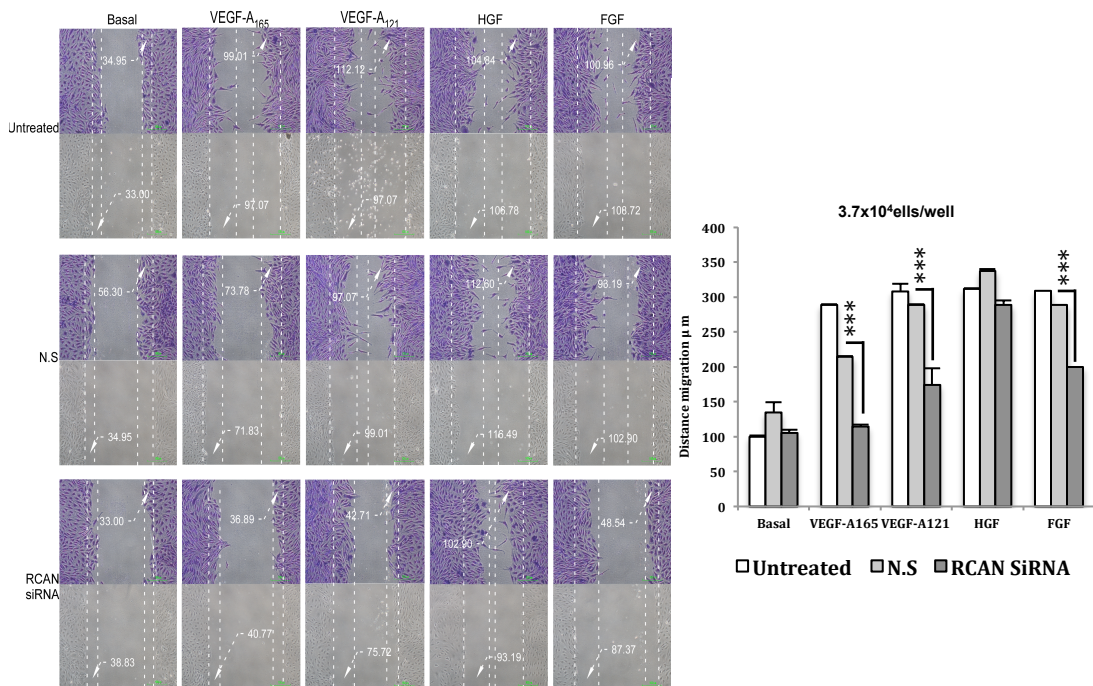 Basal VEGF-A165 VEGF-A121 HGF FGF
34.95 99.01 112.12 104.84 100.96
Untreated
33.00 97.07 97.07 106.78 108.72
56.30 73.78 97.07 112.60 93.19
N.S
34.95 71.83 99.01 116.49 102.90
33.00 36.89 42.71 102.90 48.54
RCAN
siRNA
38.83 40.77 75.72 93.19 87.37
3.7x10⁴ells/well
Distance migration µ m
400
350
300
250
200
150
100
50
0
*** *** ***
Basal VEGF-A165 VEGF-A121 HGF FGF
Untreated N.S RCAN SiRNA